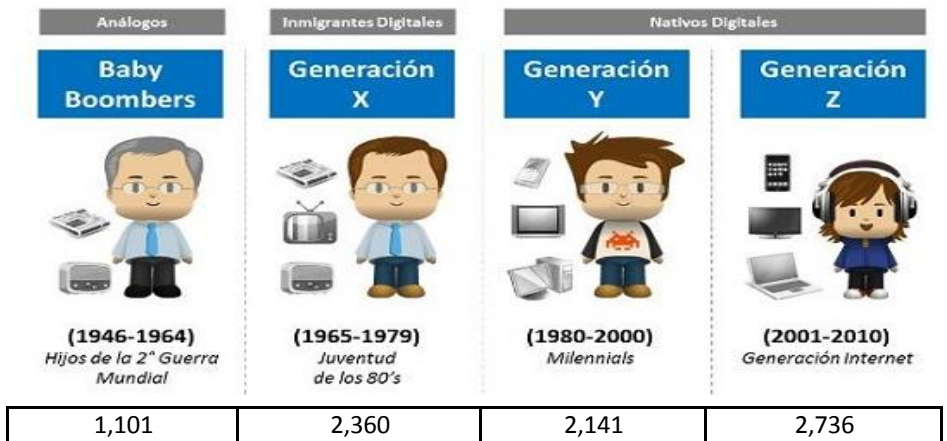 Análogos
Inmigrantes Digitales
Nativos Digitales
Baby
Boombers
Generación
X
Generación
Y
Generación
Z
(1946-1964)
Hijos de la 2° Guerra
Mundial
(1965-1979)
Juventud
de los 80's
(1980-2000)
Milennials
(2001-2010)
Generación Internet
1,101
2,360
2,141
2,736